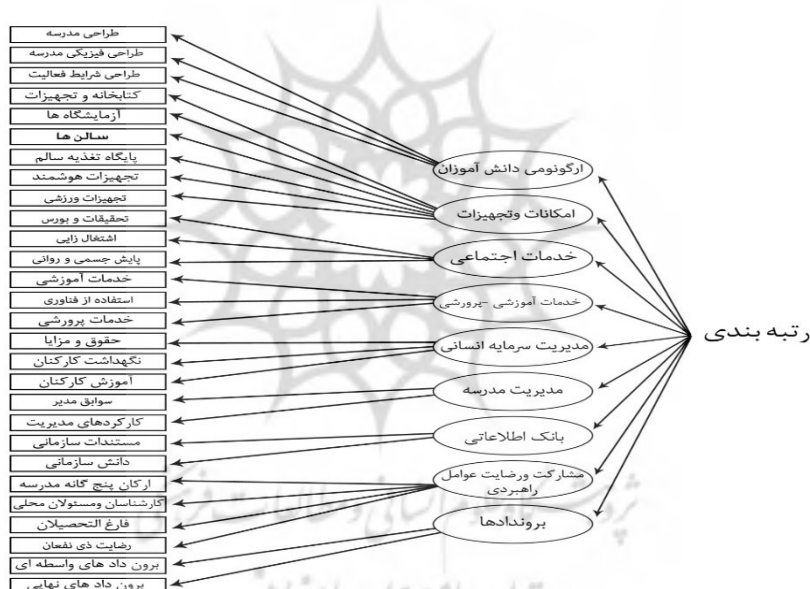 رتبه بندی
ارگونومی دانش آموزان
امکانات وتجهیزات
خدمات اجتماعی
خدمات آموزشی -پرورشی
مدیریت سرمایه انسانی
مدیریت مدرسه
بانک اطلاعاتی
مشارکت ورضایت عوامل
راهبردی
بروندادها
طراحی مدرسه
طراحی فیزیکی مدرسه
طراحی شرایط فعالیت
کتابخانه و تجهیزات
آزمایشگاه ها
سالن ها
پایگاه تغذیه سالم
تجهیزات هوشمند
تجهیزات ورزشی
تحقیقات و بورس
اشتغال زایی
پایش جسمی و روانی
خدمات آموزشی
استفاده از فناوری
خدمات پرورشی
حقوق و مزایا
نگهداشت کارکنان
آموزش کارکنان
سوابق مدیر
کارکردهای مدیریت
مستندات سازمانی
دانش سازمانی
ارکان پنج گانه مدرسه
کارشناسان ومسئولان محلی
فارغ التحصیلان
رضایت ذی نفعان
برون داد های واسطه ای
برون داد های نهایی